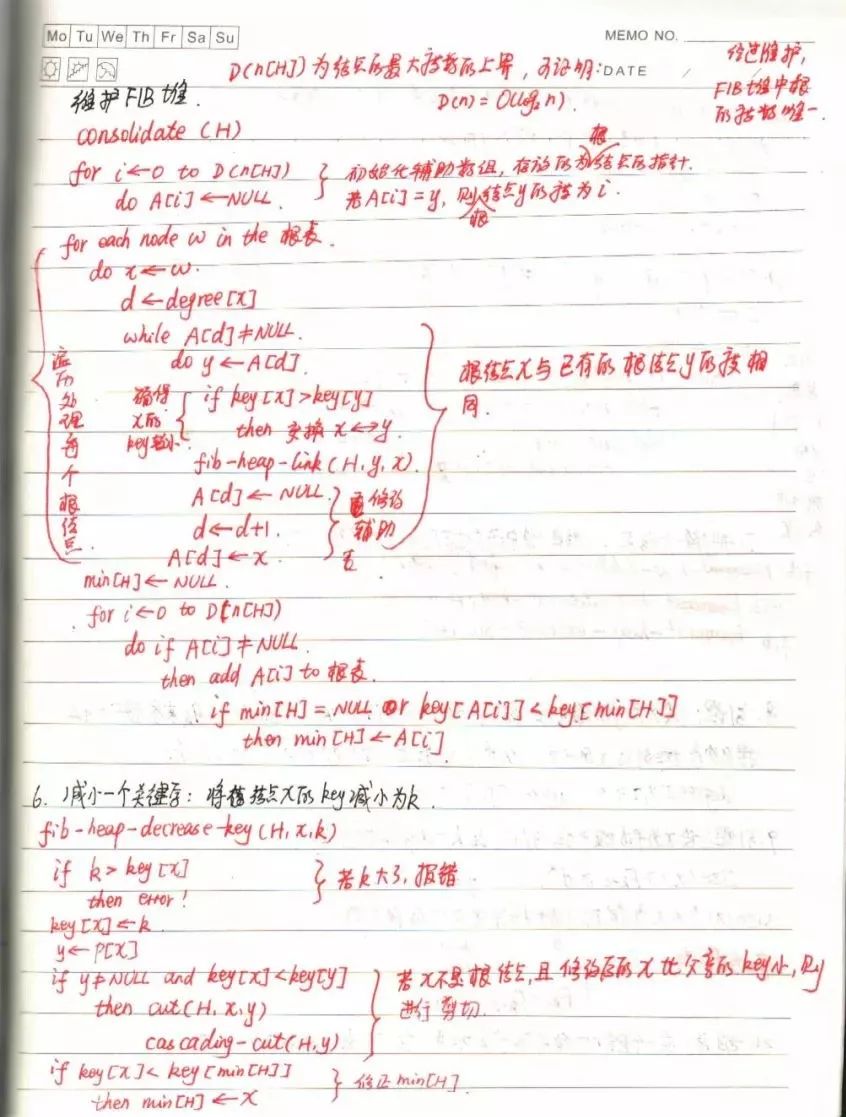 Mo Tu We Th Fr Sa Su
MEMO NO.
DATE / /
D(n[H])为结点的最大度数的上界，可证明：
D(n) = O(log₂n)
经过维护，
FIB堆中根
的度数唯一.
维护FIB堆.
consolidate (H)
for i←0 to D(n[H])
do A[i]←NULL.
初始化辅助数组，存放的为根结点的指针.
若A[i]=y，则根结点y的度为i.
for each node w in the 根表.
do x←w.
d←degree[x]
while A[d]≠NULL.
do y←A[d].
if key[x]>key[y]
then 交换 x↔y.
fib-heap-link(H,y,x).
A[d]←NULL.
d←d+1.
A[d]←x
遍历处理每个根结点.
确保
x的
key较小
修改
辅助
表
根结点x与已有的根结点y的度相
同.
min[H]←NULL.
for i←0 to D(n[H])
do if A[i]≠NULL.
then add A[i] to 根表.
if min[H]=NULL or key[A[i]]<key[min[H]]
then min[H]←A[i]
6. 减小一个关键字：将结点x的key减小为k.
fib-heap-decrease-key(H,x,k)
if k>key[x]
then error!
若k大了,报错
key[x]←k
y←P[x]
if y≠NULL and key[x]<key[y]
then cut(H,x,y)
cascading-cut(H,y)
若x不是根结点,且修改后的x比父亲的key小,则
进行剪切.
if key[x]<key[min[H]]
then min[H]←x
修正min[H]